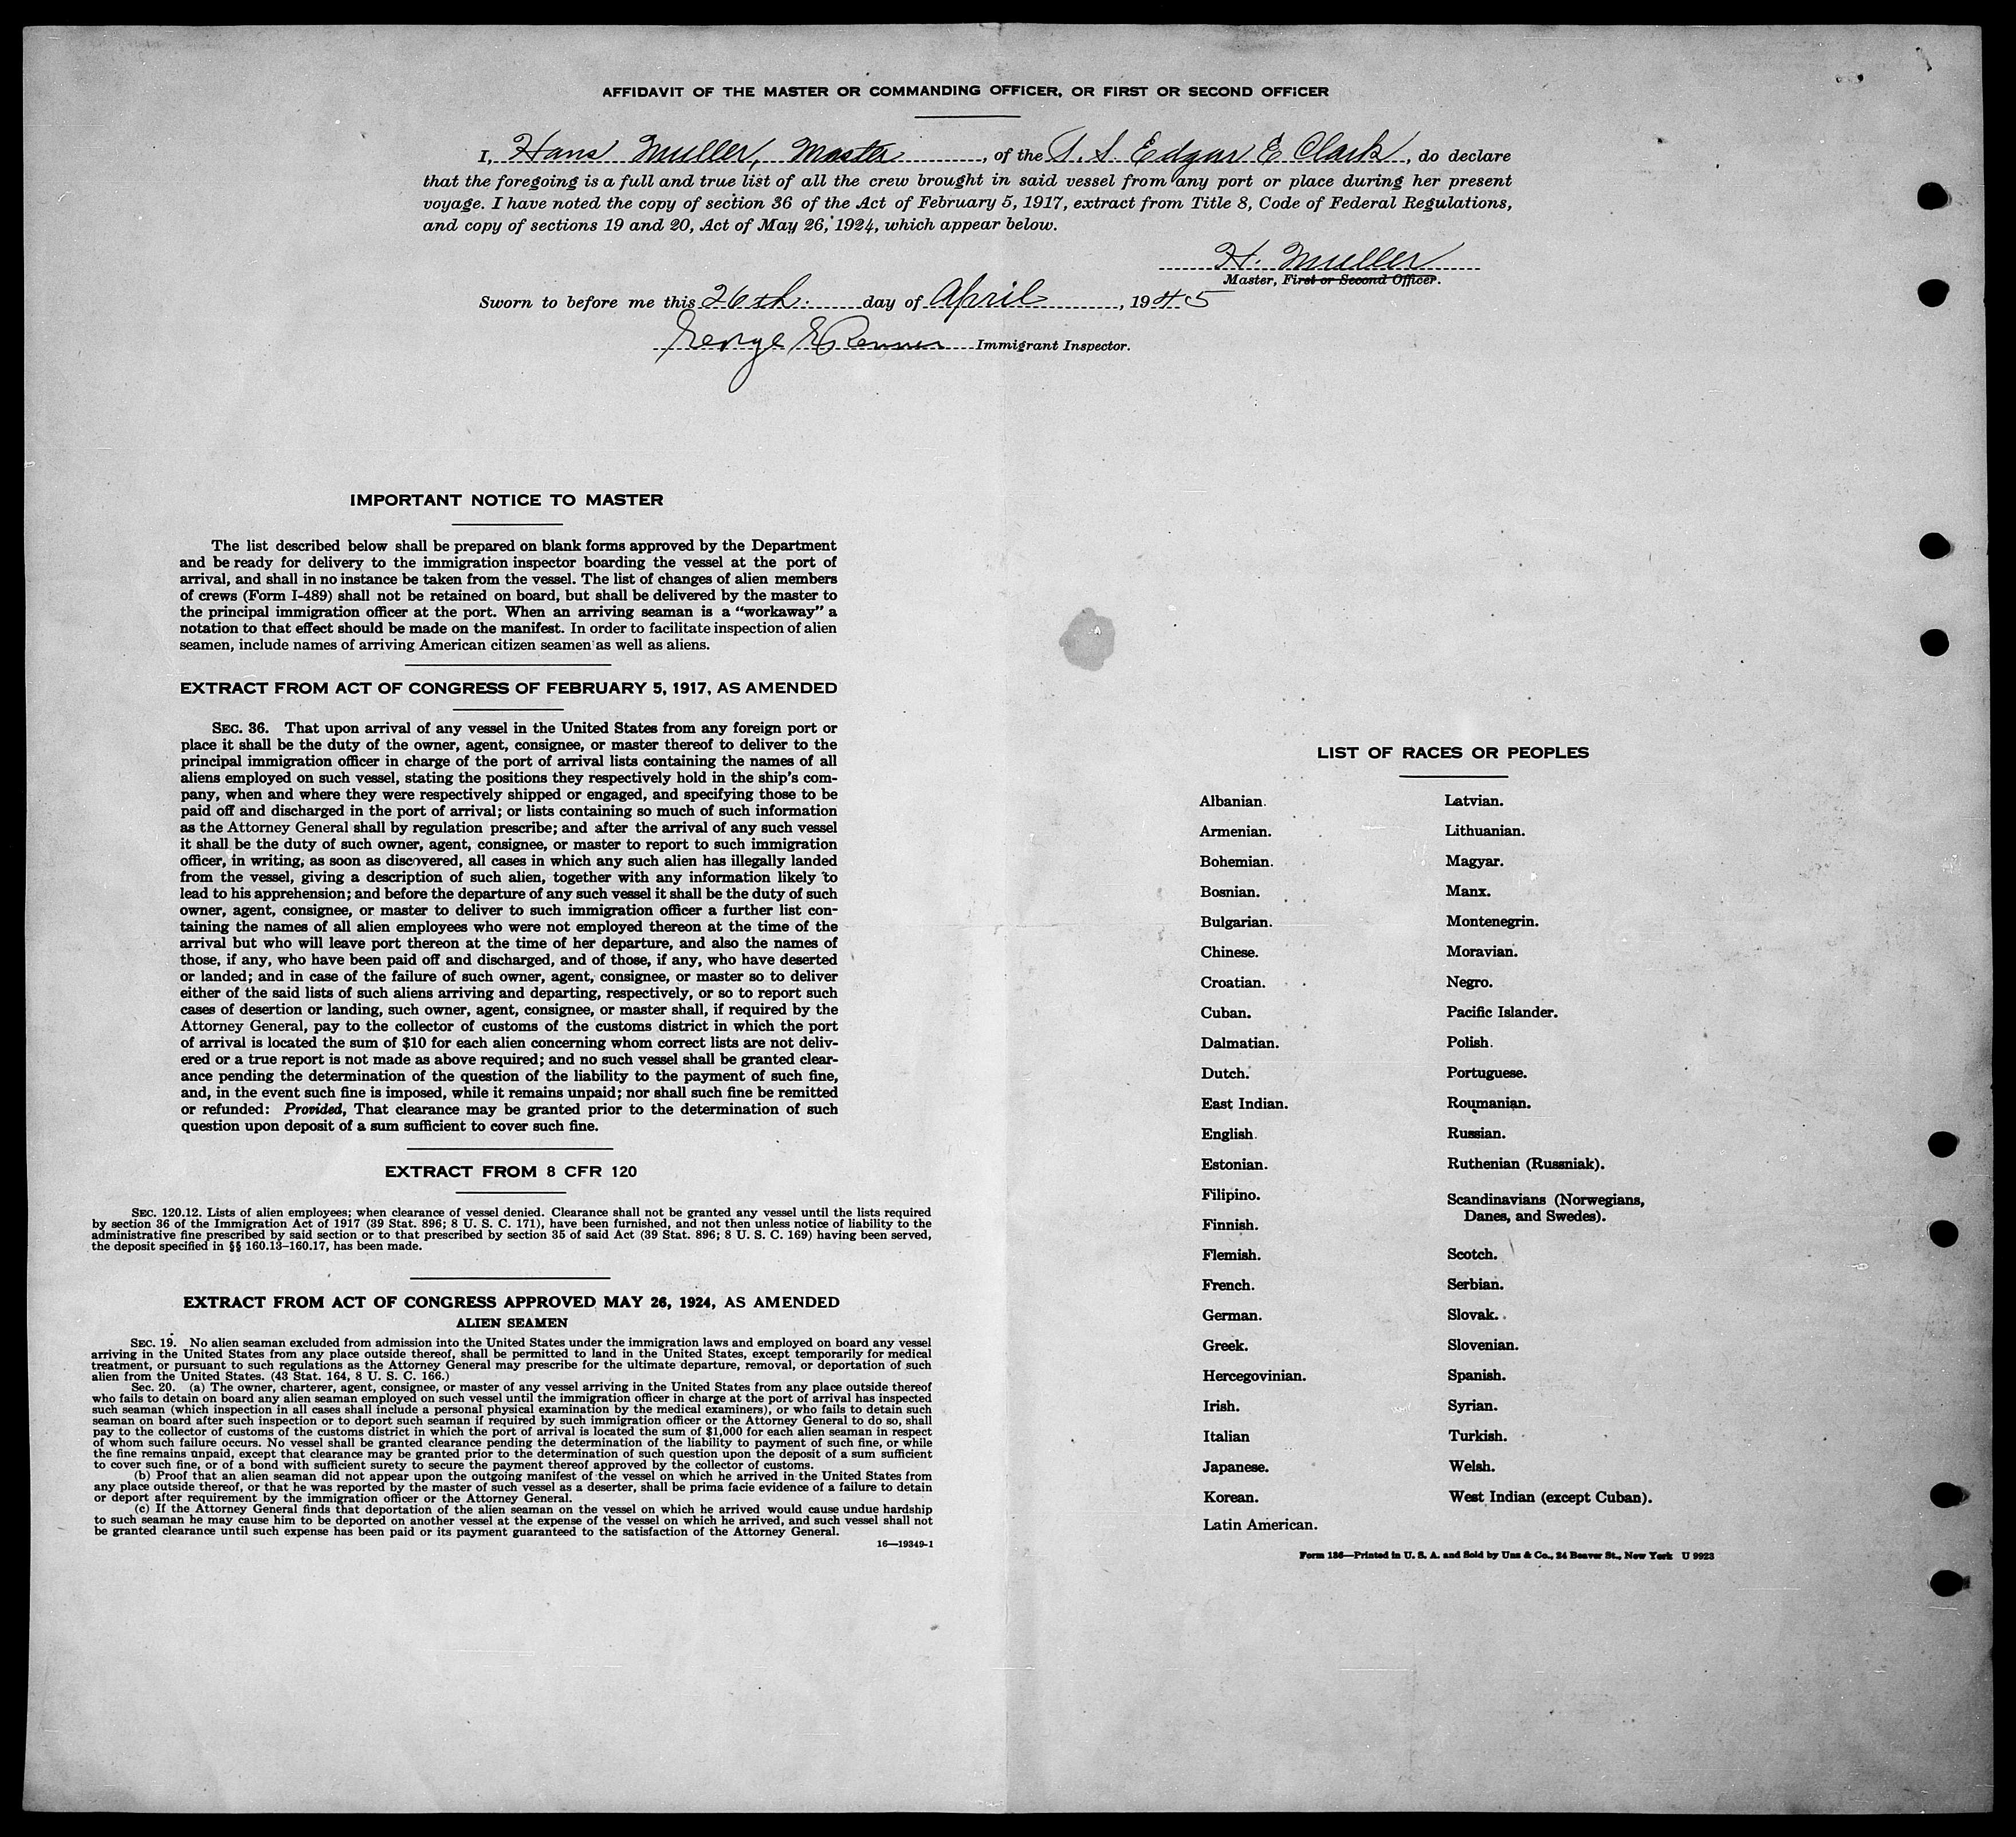 AFFIDAVIT OF THE MASTER OR COMMANDING OFFICER, OR FIRST OR SECOND OFFICER
I, Hans Muller, Master, of the S. S. Edgar E Clark, do declare
that the foregoing is a full and true list of all the crew brought in said vessel from any port or place during her present
voyage. I have noted the copy of section 36 of the Act of February 5, 1917, extract from Title 8, Code of Federal Regulations,
and copy of sections 19 and 20, Act of May 26, 1924, which appear below.
H. Muller
Master, First or Second Officer.
Sworn to before me this 26th. day of April, 1945
George Immigrant Inspector.
IMPORTANT NOTICE TO MASTER
The list described below shall be prepared on blank forms approved by the Department
and be ready for delivery to the immigration inspector boarding the vessel at the port of
arrival, and shall in no instance be taken from the vessel. The list of changes of alien members
of crews (Form I-489) shall not be retained on board, but shall be delivered by the master to
the principal immigration officer at the port. When an arriving seaman is a “workaway” a
notation to that effect should be made on the manifest. In order to facilitate inspection of alien
seamen, include names of arriving American citizen seamen as well as aliens.
EXTRACT FROM ACT OF CONGRESS OF FEBRUARY 5, 1917, AS AMENDED
SEC. 36. That upon arrival of any vessel in the United States from any foreign port or
place it shall be the duty of the owner, agent, consignee, or master thereof to deliver to the
principal immigration officer in charge of the port of arrival lists containing the names of all
aliens employed on such vessel, stating the positions they respectively hold in the ship's com-
pany, when and where they were respectively shipped or engaged, and specifying those to be
paid off and discharged in the port of arrival; or lists containing so much of such information
as the Attorney General shall by regulation prescribe; and after the arrival of any such vessel
it shall be the duty of such owner, agent, consignee, or master to report to such immigration
officer, in writing, as soon as discovered, all cases in which any such alien has illegally landed
from the vessel, giving a description of such alien, together with any information likely to
lead to his apprehension; and before the departure of any such vessel it shall be the duty of such
owner, agent, consignee, or master to deliver to such immigration officer a further list con-
taining the names of all alien employees who were not employed thereon at the time of the
arrival but who will leave port thereon at the time of her departure, and also the names of
those, if any, who have been paid off and discharged, and of those, if any, who have deserted
or landed; and in case of the failure of such owner, agent, consignee, or master so to deliver
either of the said lists of such aliens arriving and departing, respectively, or so to report such
cases of desertion or landing, such owner, agent, consignee, or master shall, if required by the
Attorney General, pay to the collector of customs of the customs district in which the port
of arrival is located the sum of $10 for each alien concerning whom correct lists are not deliv-
ered or a true report is not made as above required; and no such vessel shall be granted clear-
ance pending the determination of the question of the liability to the payment of such fine,
and, in the event such fine is imposed, while it remains unpaid; nor shall such fine be remitted
or refunded: Provided, That clearance may be granted prior to the determination of such
question upon deposit of a sum sufficient to cover such fine.
EXTRACT FROM 8 CFR 120
SEC. 120.12. Lists of alien employees; when clearance of vessel denied. Clearance shall not be granted any vessel until the lists required
by section 36 of the Immigration Act of 1917 (39 Stat. 896; 8 U. S. C. 171), have been furnished, and not then unless notice of liability to the
administrative fine prescribed by said section or to that prescribed by section 35 of said Act (39 Stat. 896; 8 U. S. C. 169) having been served,
the deposit specified in §§ 160.13–160.17, has been made.
EXTRACT FROM ACT OF CONGRESS APPROVED MAY 26, 1924, AS AMENDED
ALIEN SEAMEN
SEC. 19. No alien seaman excluded from admission into the United States under the immigration laws and employed on board any vessel
arriving in the United States from any place outside thereof, shall be permitted to land in the United States, except temporarily for medical
treatment, or pursuant to such regulations as the Attorney General may prescribe for the ultimate departure, removal, or deportation of such
alien from the United States. (43 Stat. 164, 8 U. S. C. 166.)
Sec. 20. (a) The owner, charterer, agent, consignee, or master of any vessel arriving in the United States from any place outside thereof
who fails to detain on board any alien seaman employed on such vessel until the immigration officer in charge at the port of arrival has inspected
such seaman (which inspection in all cases shall include a personal physical examination by the medical examiners), or who fails to detain such
seaman on board after such inspection or to deport such seaman if required by such immigration officer or the Attorney General to do so, shall
pay to the collector of customs of the customs district in which the port of arrival is located the sum of $1,000 for each alien seaman in respect
of whom such failure occurs. No vessel shall be granted clearance pending the determination of the liability to payment of such fine, or while
the fine remains unpaid, except that clearance may be granted prior to the determination of such question upon the deposit of a sum sufficient
to cover such fine, or of a bond with sufficient surety to secure the payment thereof approved by the collector of customs.
(b) Proof that an alien seaman did not appear upon the outgoing manifest of the vessel on which he arrived in the United States from
any place outside thereof, or that he was reported by the master of such vessel as a deserter, shall be prima facie evidence of a failure to detain
or deport after requirement by the immigration officer or the Attorney General.
(c) If the Attorney General finds that deportation of the alien seaman on the vessel on which he arrived would cause undue hardship
to such seaman he may cause him to be deported on another vessel at the expense of the vessel on which he arrived, and such vessel shall not
be granted clearance until such expense has been paid or its payment guaranteed to the satisfaction of the Attorney General.
16—19349-1
LIST OF RACES OR PEOPLES
Albanian.
Armenian.
Bohemian.
Bosnian.
Bulgarian.
Chinese.
Croatian.
Cuban.
Dalmatian.
Dutch.
East Indian.
English.
Estonian.
Filipino.
Finnish.
Flemish.
French.
German.
Greek.
Hercegovinian.
Irish.
Italian
Japanese.
Korean.
Latin American.
Latvian.
Lithuanian.
Magyar.
Manx.
Montenegrin.
Moravian.
Negro.
Pacific Islander.
Polish.
Portuguese.
Roumanian.
Russian.
Ruthenian (Russniak).
Scandinavians (Norwegians,
Danes, and Swedes).
Scotch.
Serbian.
Slovak.
Slovenian.
Spanish.
Syrian.
Turkish.
Welsh.
West Indian (except Cuban).
Form 136—Printed in U. S. A. and Sold by Unz & Co., 24 Beaver St., New York U 9923